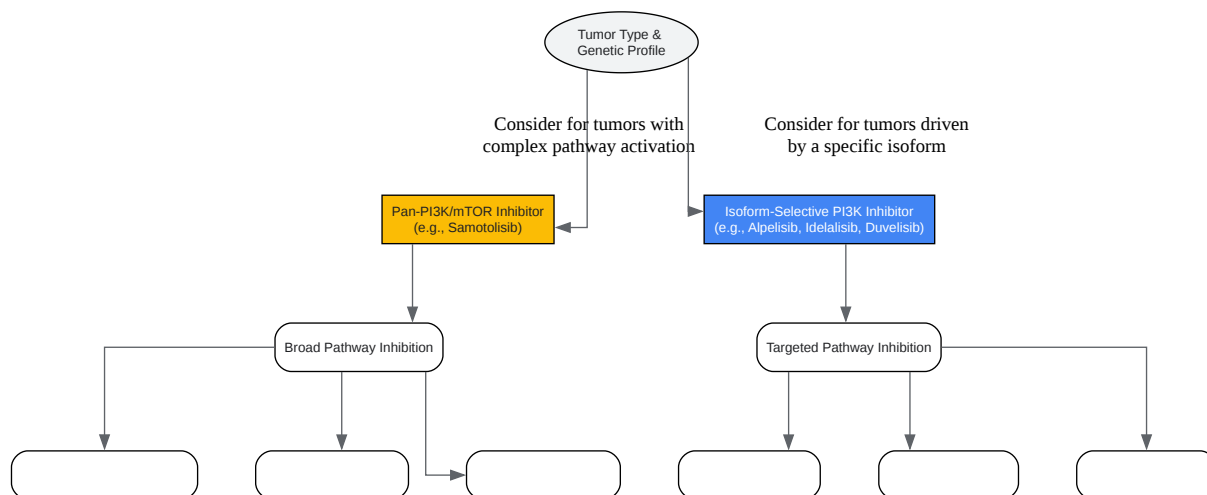 Tumor Type &
Genetic Profile
Consider for tumors with
complex pathway activation
Consider for tumors driven
by a specific isoform
Pan-PI3K/mTOR Inhibitor
(e.g., Samotolisib)
Isoform-Selective PI3K Inhibitor
(e.g., Alpelisib, Idelalisib, Duvelisib)
Broad Pathway Inhibition
Targeted Pathway Inhibition